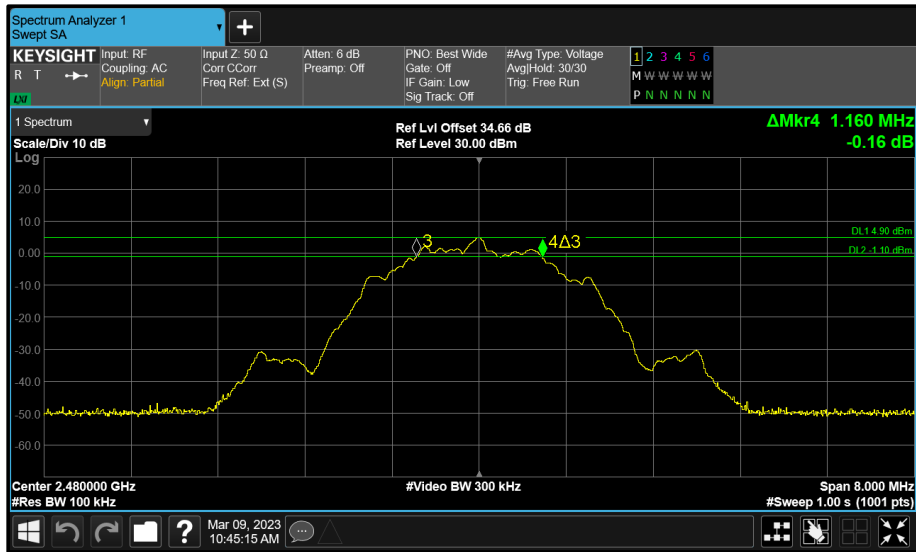 Spectrum Analyzer 1
Swept SA
KEYSIGHT
R T
LXI
Input: RF
Coupling: AC
Align: Partial
Input Z: 50 Ω
Corr CCorr
Freq Ref: Ext (S)
Atten: 6 dB
Preamp: Off
PNO: Best Wide
Gate: Off
IF Gain: Low
Sig Track: Off
#Avg Type: Voltage
Avg|Hold: 30/30
Trig: Free Run
1 2 3 4 5 6
M W W W W W
P N N N N N
1 Spectrum
Scale/Div 10 dB
Ref Lvl Offset 34.66 dB
Ref Level 30.00 dBm
ΔMkr4 1.160 MHz
-0.16 dB
Log
20.0
10.0
0.00
-10.0
-20.0
-30.0
-40.0
-50.0
-60.0
3
4Δ3
DL1 4.90 dBm
DL2 -1.10 dBm
Center 2.480000 GHz
#Res BW 100 kHz
#Video BW 300 kHz
Span 8.000 MHz
#Sweep 1.00 s (1001 pts)
?
Mar 09, 2023
10:45:15 AM